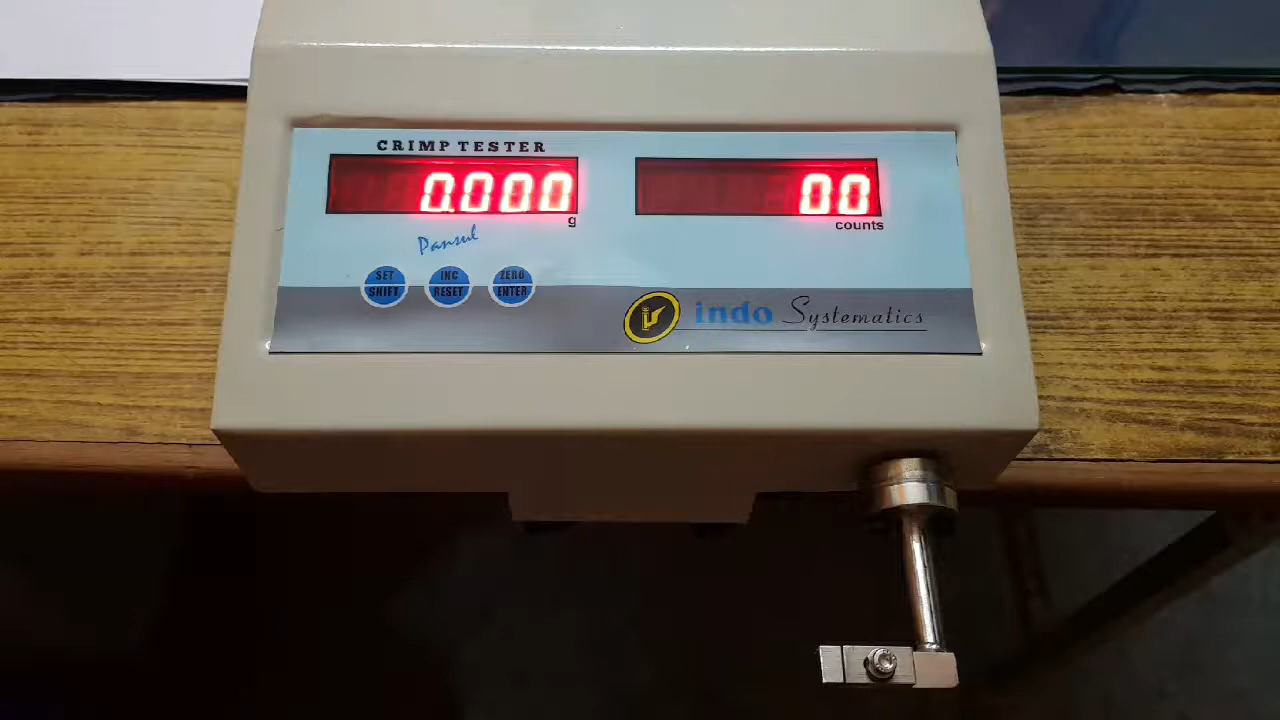 CRIMP TESTER
0.000
00
g
counts
Pansul
SET
SHIFT
INC
RESET
ZERO
ENTER
indo Systematics